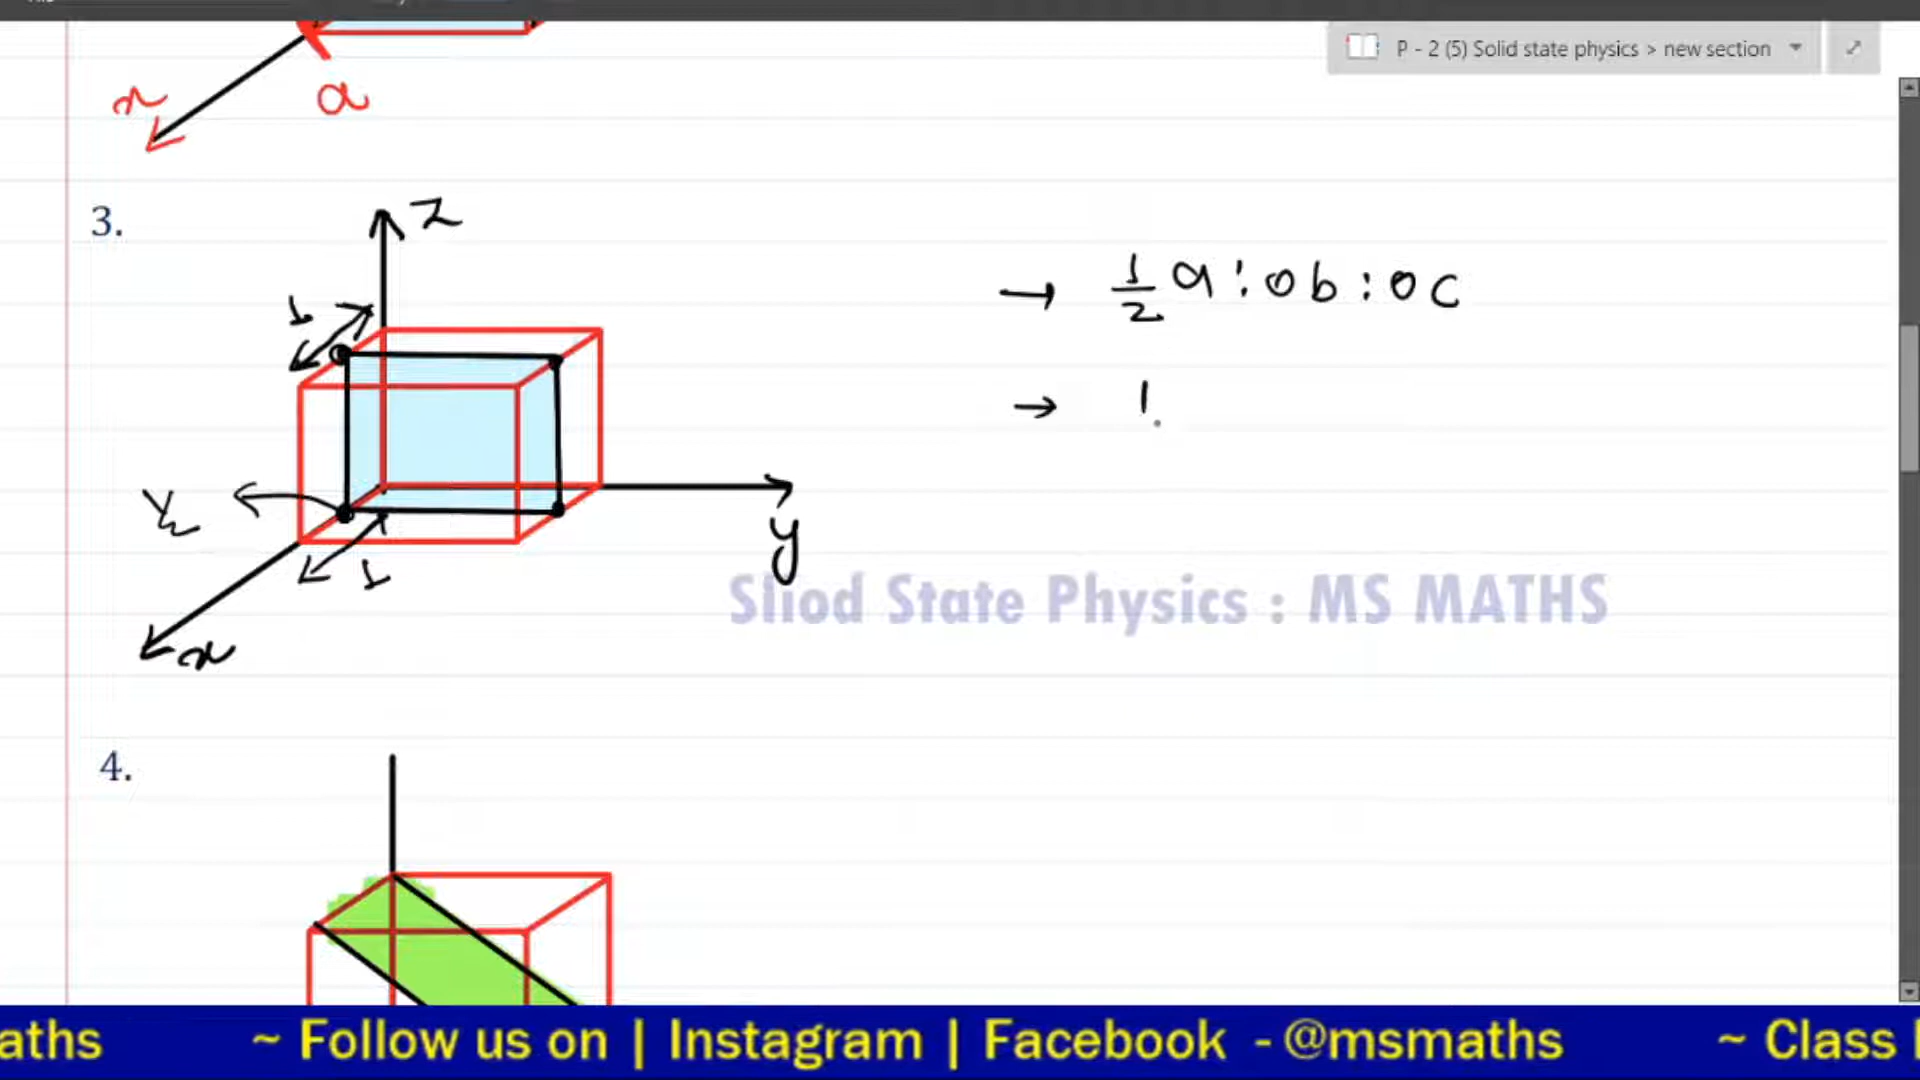 P - 2 (5) Solid state physics > new section
x
a
3.
z
→ 1/2 a : 0b : 0c
1
→ 1.
1/2
y
1
x
Sliod State Physics : MS MATHS
4.
aths ~ Follow us on | Instagram | Facebook - @msmaths ~ Class